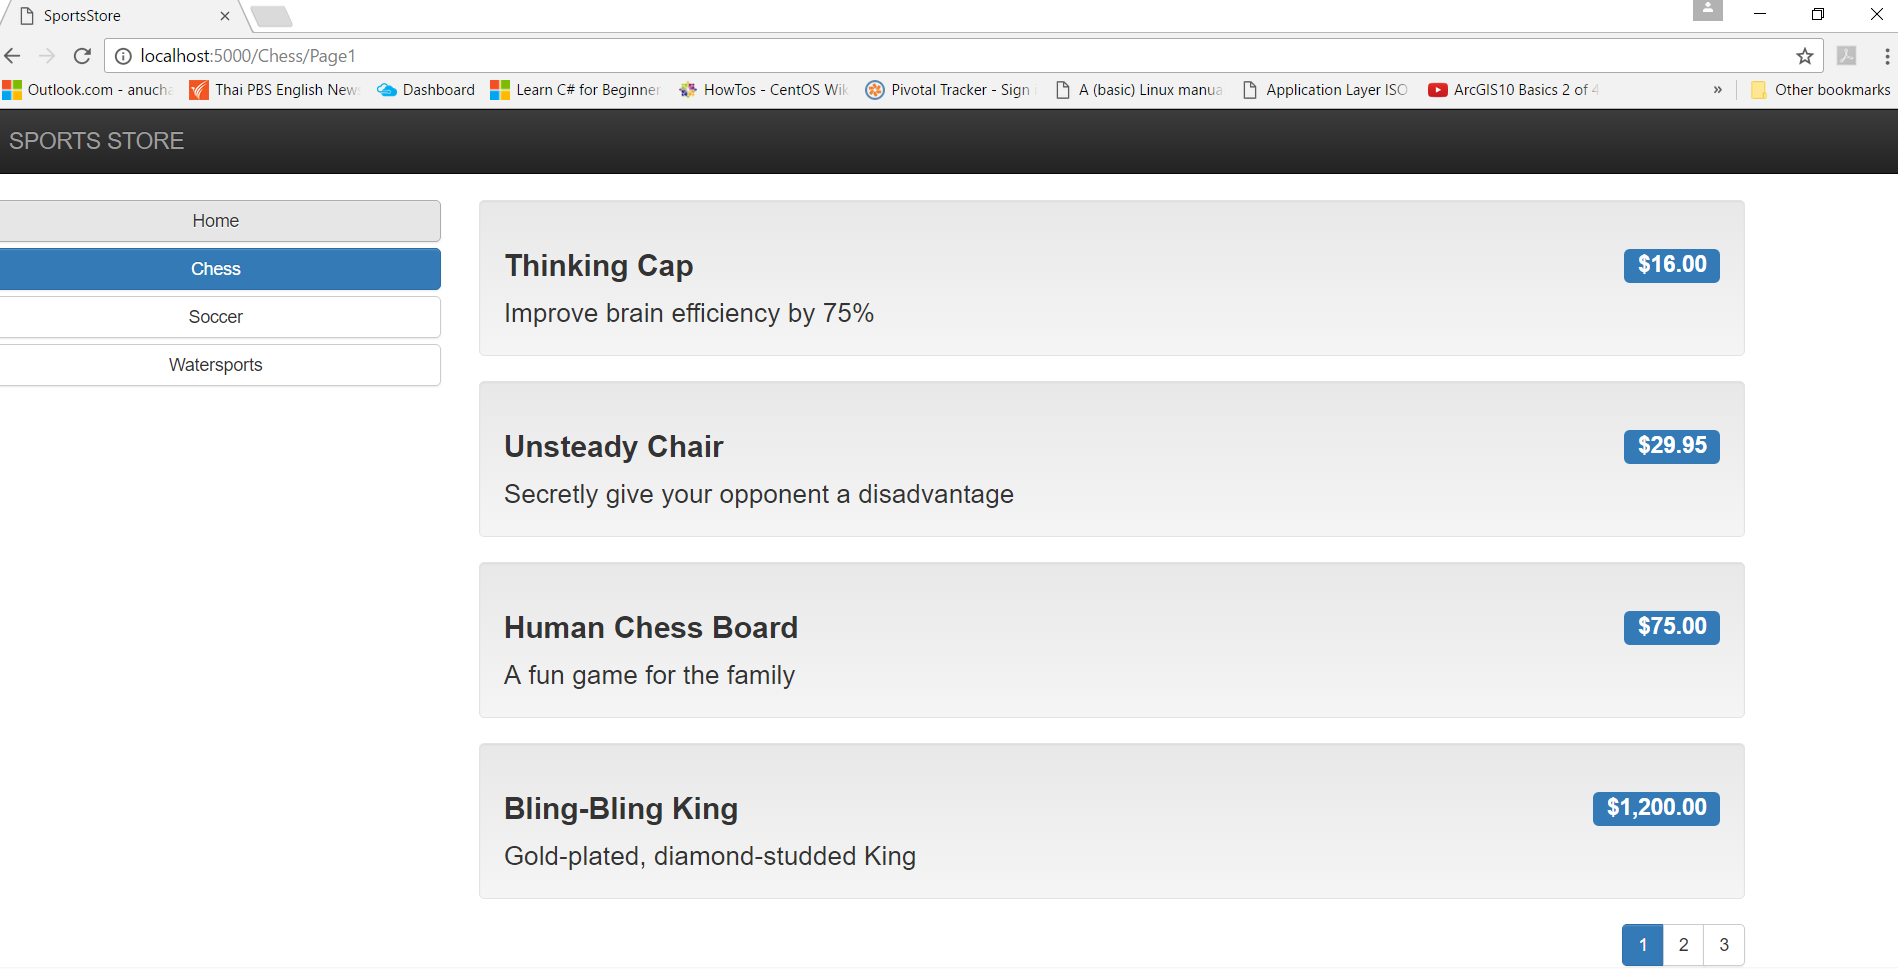 SportsStore
localhost:5000/Chess/Page1
Outlook.com - anucha Thai PBS English New Dashboard Learn C# for Beginner HowTos - CentOS Wik Pivotal Tracker - Sign A (basic) Linux manua Application Layer ISO ArcGIS10 Basics 2 of 4 » Other bookmarks
SPORTS STORE
Home
Chess
Soccer
Watersports
Thinking Cap $16.00
Improve brain efficiency by 75%
Unsteady Chair $29.95
Secretly give your opponent a disadvantage
Human Chess Board $75.00
A fun game for the family
Bling-Bling King $1,200.00
Gold-plated, diamond-studded King
1 2 3